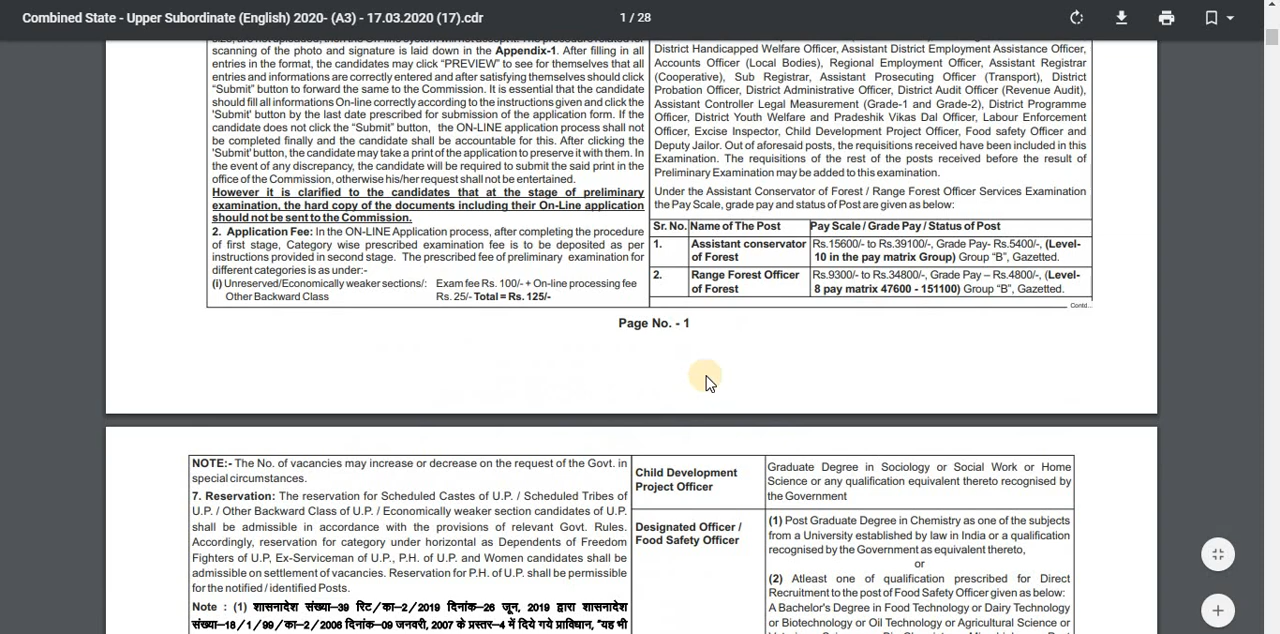 Combined State - Upper Subordinate (English) 2020- (A3) - 17.03.2020 (17).cdr
1 / 28
scanning of the photo and signature is laid down in the Appendix-1. After filling in all
entries in the format, the candidates may click "PREVIEW" to see for themselves that all
entries and informations are correctly entered and after satisfying themselves should click
"Submit" button to forward the same to the Commission. It is essential that the candidate
should fill all informations On-line correctly according to the instructions given and click the
'Submit' button by the last date prescribed for submission of the application form. If the
candidate does not click the "Submit" button, the ON-LINE application process shall not
be completed finally and the candidate shall be accountable for this. After clicking the
'Submit' button, the candidate may take a print of the application to preserve it with them. In
the event of any discrepancy, the candidate will be required to submit the said print in the
office of the Commission, otherwise his/her request shall not be entertained.
However it is clarified to the candidates that at the stage of preliminary
examination, the hard copy of the documents including their On-Line application
should not be sent to the Commission.
2. Application Fee: In the ON-LINE Application process, after completing the procedure
of first stage, Category wise prescribed examination fee is to be deposited as per
instructions provided in second stage. The prescribed fee of preliminary examination for
different categories is as under:-
(i) Unreserved/Economically weaker sections/: Exam fee Rs. 100/- + On-line processing fee
Other Backward Class Rs. 25/- Total = Rs. 125/-
District Handicapped Welfare Officer, Assistant District Employment Assistance Officer,
Accounts Officer (Local Bodies), Regional Employment Officer, Assistant Registrar
(Cooperative), Sub Registrar, Assistant Prosecuting Officer (Transport), District
Probation Officer, District Administrative Officer, District Audit Officer (Revenue Audit),
Assistant Controller Legal Measurement (Grade-1 and Grade-2), District Programme
Officer, District Youth Welfare and Pradeshik Vikas Dal Officer, Labour Enforcement
Officer, Excise Inspector, Child Development Project Officer, Food safety Officer and
Deputy Jailor. Out of aforesaid posts, the requisitions received have been included in this
Examination. The requisitions of the rest of the posts received before the result of
Preliminary Examination may be added to this examination.
Under the Assistant Conservator of Forest / Range Forest Officer Services Examination
the Pay Scale, grade pay and status of Post are given as below:
Sr. No. Name of The Post Pay Scale / Grade Pay / Status of Post
1. Assistant conservator Rs.15600/- to Rs.39100/-, Grade Pay- Rs.5400/-, (Level-
of Forest 10 in the pay matrix Group) Group "B", Gazetted.
2. Range Forest Officer Rs.9300/- to Rs.34800/-, Grade Pay – Rs.4800/-, (Level-
of Forest 8 pay matrix 47600 - 151100) Group "B", Gazetted.
Contd...
Page No. - 1
NOTE:- The No. of vacancies may increase or decrease on the request of the Govt. in
special circumstances.
7. Reservation: The reservation for Scheduled Castes of U.P. / Scheduled Tribes of
U.P. / Other Backward Class of U.P. / Economically weaker section candidates of U.P.
shall be admissible in accordance with the provisions of relevant Govt. Rules.
Accordingly, reservation for category under horizontal as Dependents of Freedom
Fighters of U.P, Ex-Serviceman of U.P., P.H. of U.P. and Women candidates shall be
admissible on settlement of vacancies. Reservation for P.H. of U.P. shall be permissible
for the notified / identified Posts.
Note : (1) शासनादेश संख्या–39 रिट/का–2/2019 दिनांक–26 जून, 2019 द्वारा शासनादेश
संख्या–18/1/99/का–2/2006 दिनांक–09 जनवरी, 2007 के प्रस्तर–4 में दिये गये प्राविधान, "यह भी
Child Development
Project Officer
Graduate Degree in Sociology or Social Work or Home
Science or any qualification equivalent thereto recognised by
the Government
Designated Officer /
Food Safety Officer
(1) Post Graduate Degree in Chemistry as one of the subjects
from a University established by law in India or a qualification
recognised by the Government as equivalent thereto,
or
(2) Atleast one of qualification prescribed for Direct
Recruitment to the post of Food Safety Officer given as below:
A Bachelor's Degree in Food Technology or Dairy Technology
or Biotechnology or Oil Technology or Agricultural Science or